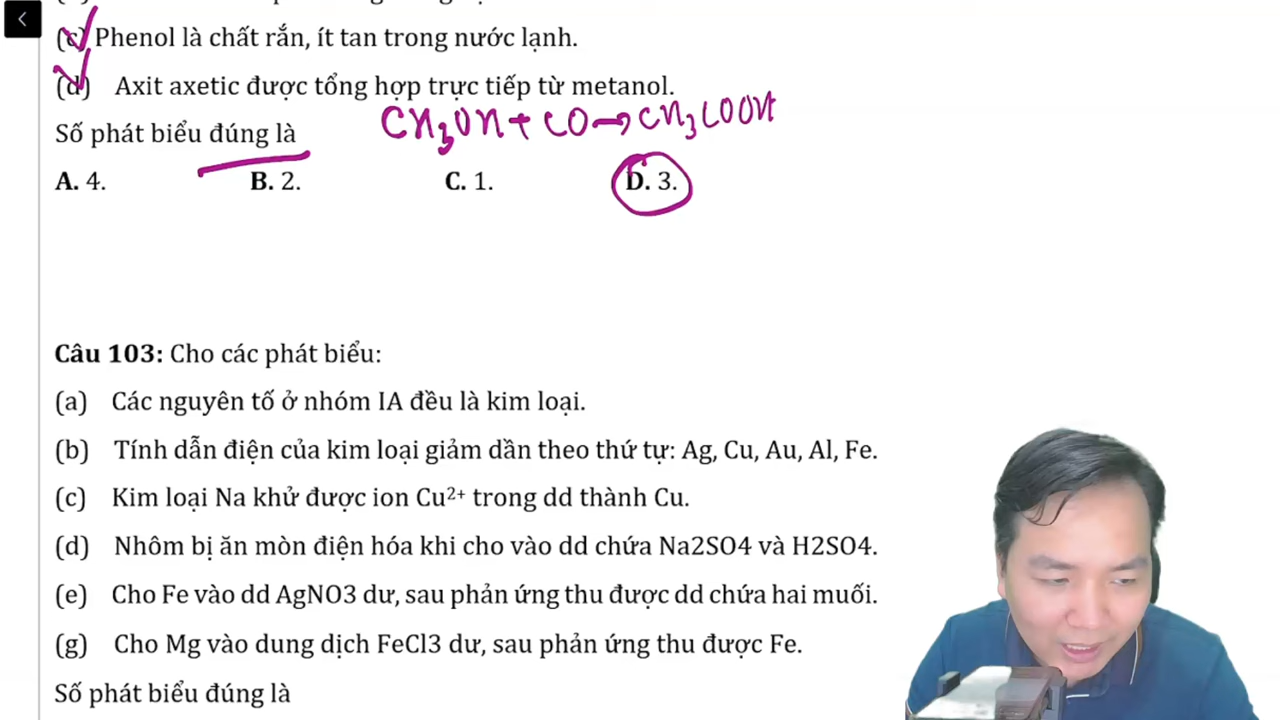 (c) Phenol là chất rắn, ít tan trong nước lạnh.
(d) Axit axetic được tổng hợp trực tiếp từ metanol.
CH3OH + CO → CH3COOH
Số phát biểu đúng là
A. 4. B. 2. C. 1. D. 3.
Câu 103: Cho các phát biểu:
(a) Các nguyên tố ở nhóm IA đều là kim loại.
(b) Tính dẫn điện của kim loại giảm dần theo thứ tự: Ag, Cu, Au, Al, Fe.
(c) Kim loại Na khử được ion Cu²⁺ trong dd thành Cu.
(d) Nhôm bị ăn mòn điện hóa khi cho vào dd chứa Na2SO4 và H2SO4.
(e) Cho Fe vào dd AgNO3 dư, sau phản ứng thu được dd chứa hai muối.
(g) Cho Mg vào dung dịch FeCl3 dư, sau phản ứng thu được Fe.
Số phát biểu đúng là